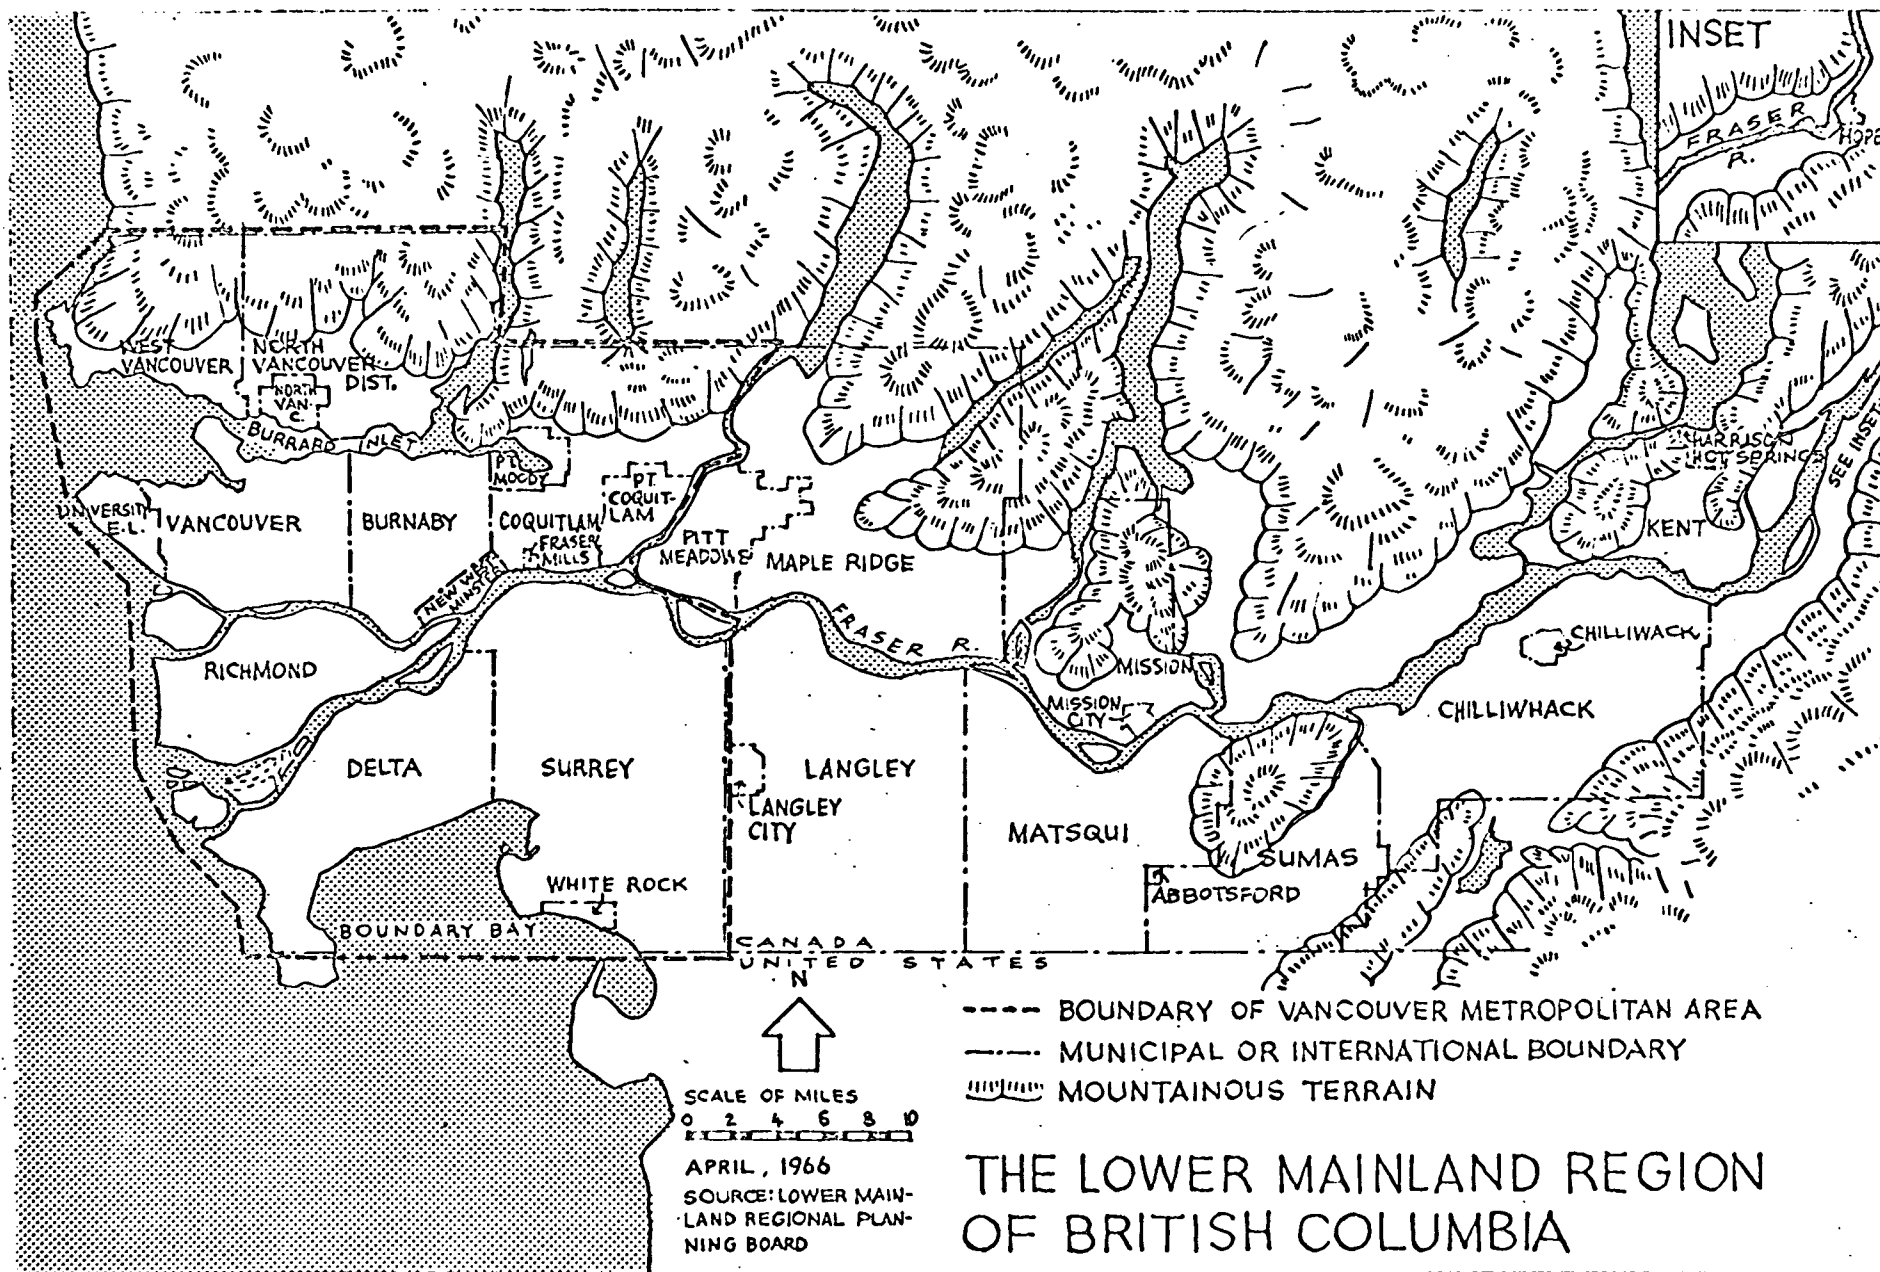 INSET
FRASER
R.
HOPE
WEST
VANCOUVER
NORTH
VANCOUVER
DIST.
NORTH
VAN.
C.
BURRARD INLET
PT.
MOODY
PT
COQUIT-
LAM
HARRISON
HOT SPRINGS
SEE INSET
UNIVERSITY
E.L.
VANCOUVER
BURNABY
COQUITLAM
FRASER
MILLS
PITT
MEADOWS
MAPLE RIDGE
KENT
NEW WEST
MINSTER
FRASER R.
CHILLIWACK
RICHMOND
MISSION
MISSION
CITY
CHILLIWHACK
DELTA
SURREY
LANGLEY
LANGLEY
CITY
MATSQUI
SUMAS
WHITE ROCK
ABBOTSFORD
BOUNDARY BAY
CANADA
UNITED STATES
N
BOUNDARY OF VANCOUVER METROPOLITAN AREA
MUNICIPAL OR INTERNATIONAL BOUNDARY
MOUNTAINOUS TERRAIN
SCALE OF MILES
0 2 4 6 8 10
APRIL, 1966
SOURCE: LOWER MAIN-
LAND REGIONAL PLAN-
NING BOARD
THE LOWER MAINLAND REGION
OF BRITISH COLUMBIA